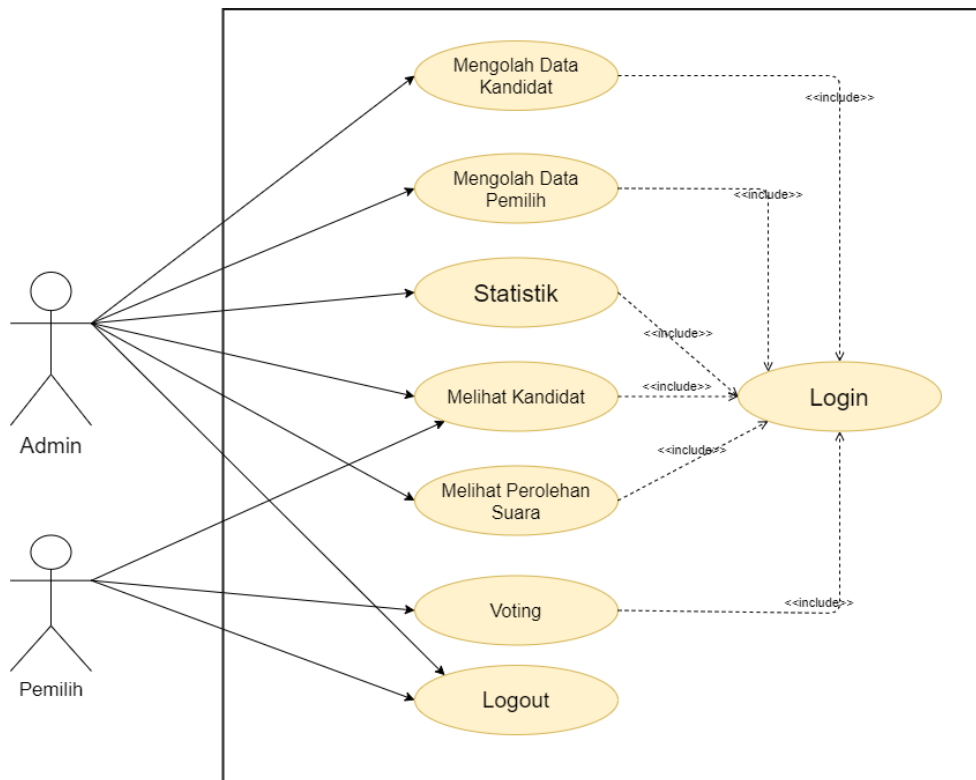 Mengolah Data
Kandidat
<<include>>
Mengolah Data
Pemilih
<<include>>
Statistik
<<include>>
Melihat Kandidat
<<include>>
Login
Admin
<<include>>
Melihat Perolehan
Suara
Voting
<<include>>
Pemilih
Logout